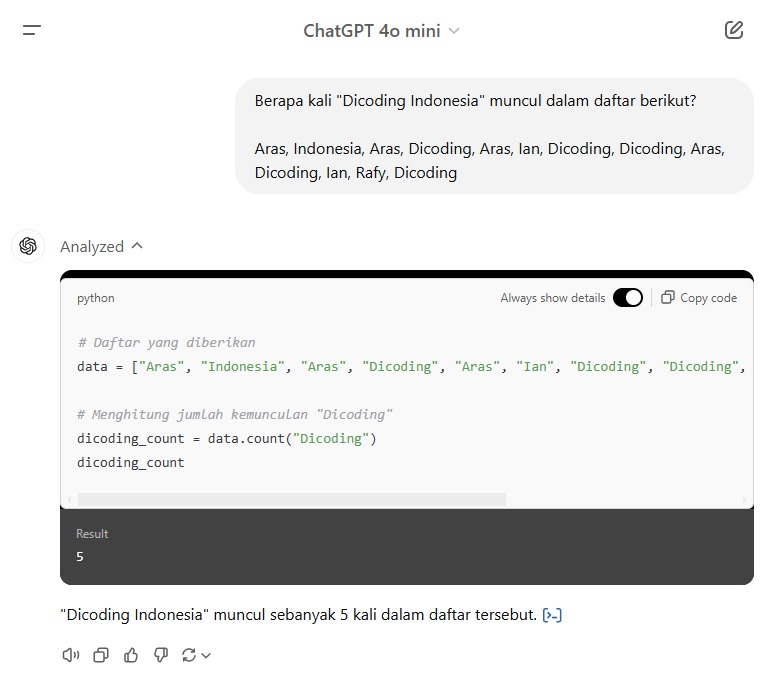 ChatGPT 4o mini
Berapa kali "Dicoding Indonesia" muncul dalam daftar berikut?
Aras, Indonesia, Aras, Dicoding, Aras, Ian, Dicoding, Dicoding, Aras,
Dicoding, Ian, Rafy, Dicoding
Analyzed
python
Always show details
Copy code
# Daftar yang diberikan
data = ["Aras", "Indonesia", "Aras", "Dicoding", "Aras", "Ian", "Dicoding", "Dicoding",
# Menghitung jumlah kemunculan "Dicoding"
dicoding_count = data.count("Dicoding")
dicoding_count
Result
5
"Dicoding Indonesia" muncul sebanyak 5 kali dalam daftar tersebut.